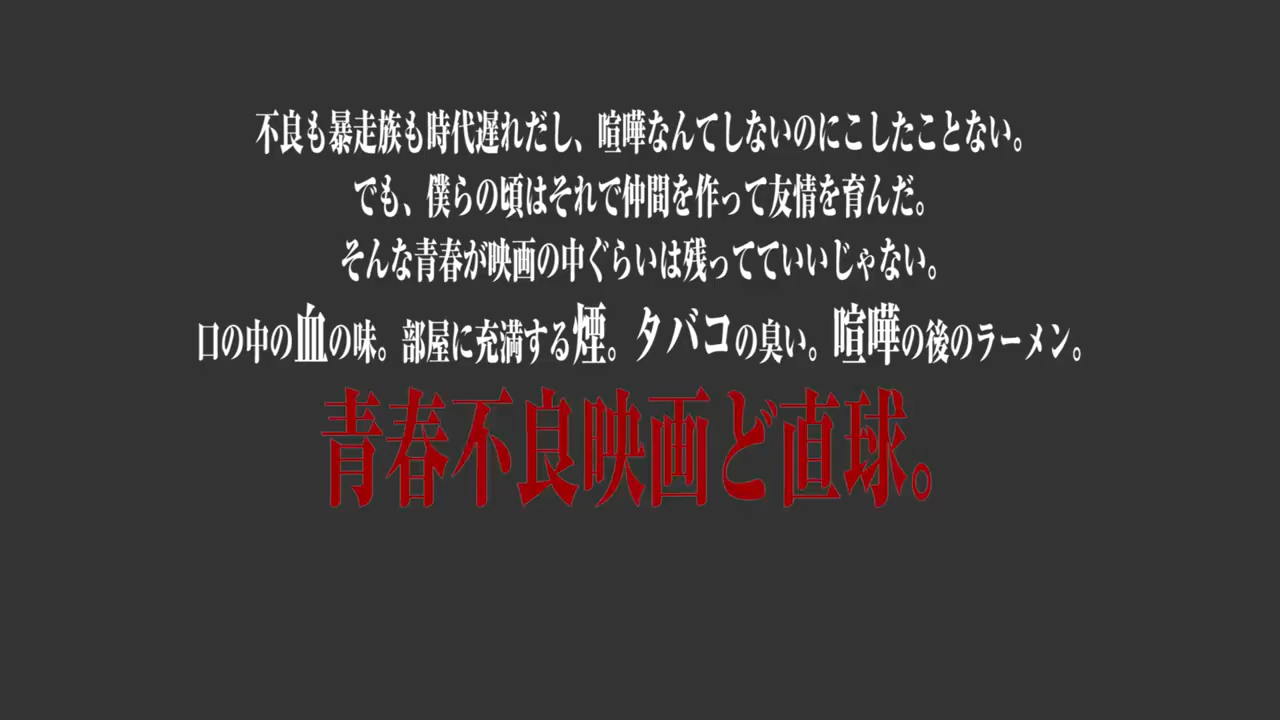 不良も暴走族も時代遅れだし、喧嘩なんてしないのにこしたことない。
でも、僕らの頃はそれで仲間を作って友情を育んだ。
そんな青春が映画の中ぐらいは残ってていいじゃない。
口の中の血の味。部屋に充満する煙。タバコの臭い。喧嘩の後のラーメン。
青春不良映画ど直球。